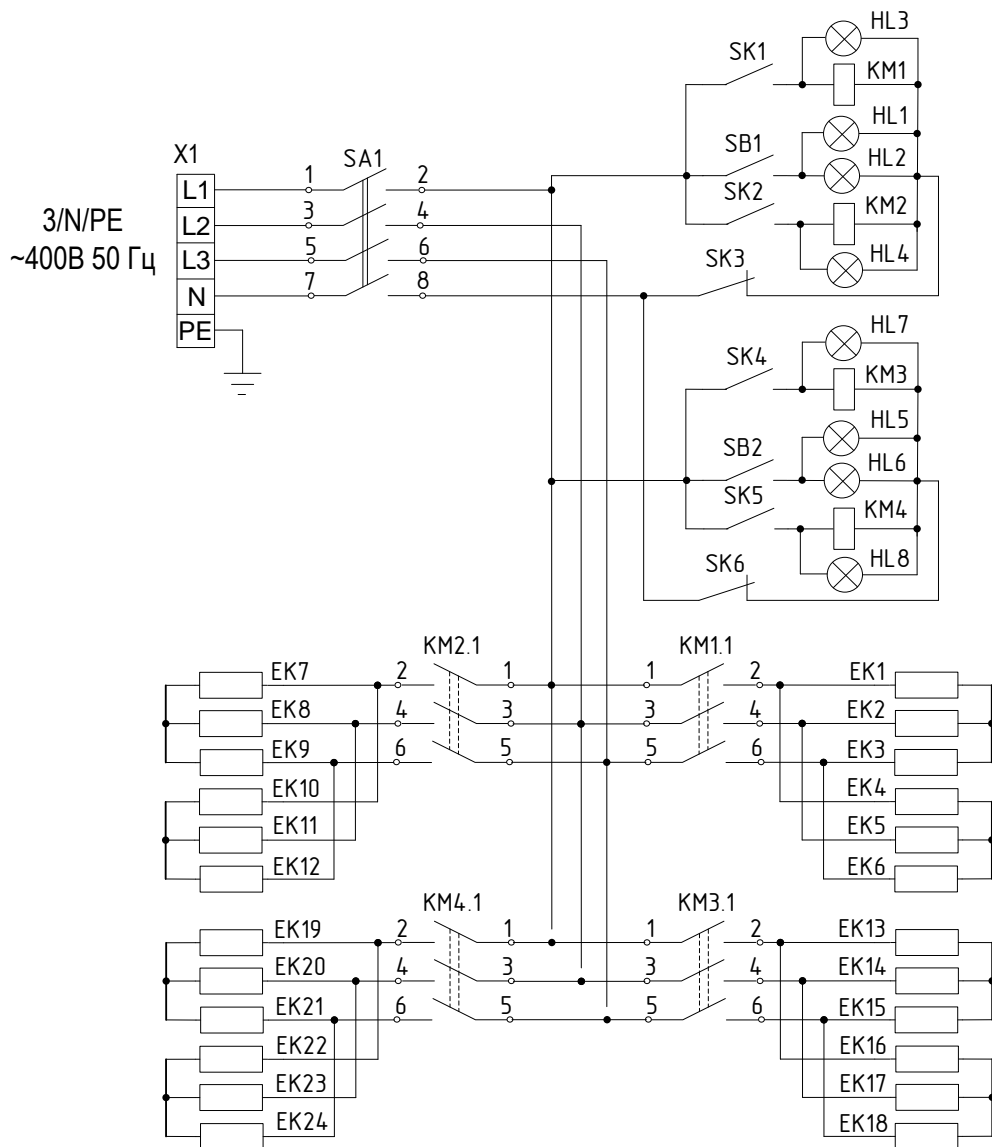 HL3
SK1
KM1
HL1
SB1
HL2
SK2
KM2
HL4
SK3
X1
SA1
L1 1 2
3/N/PE
~400В 50 Гц
L2 3 4
L3 5 6
N 7 8
PE
HL7
SK4
KM3
HL5
SB2
HL6
SK5
KM4
HL8
SK6
KM2.1 KM1.1
EK7 2 1 1 2 EK1
EK8 4 3 3 4 EK2
EK9 6 5 5 6 EK3
EK10 EK4
EK11 EK5
EK12 EK6
KM4.1 KM3.1
EK19 2 1 1 2 EK13
EK20 4 3 3 4 EK14
EK21 6 5 5 6 EK15
EK22 EK16
EK23 EK17
EK24 EK18